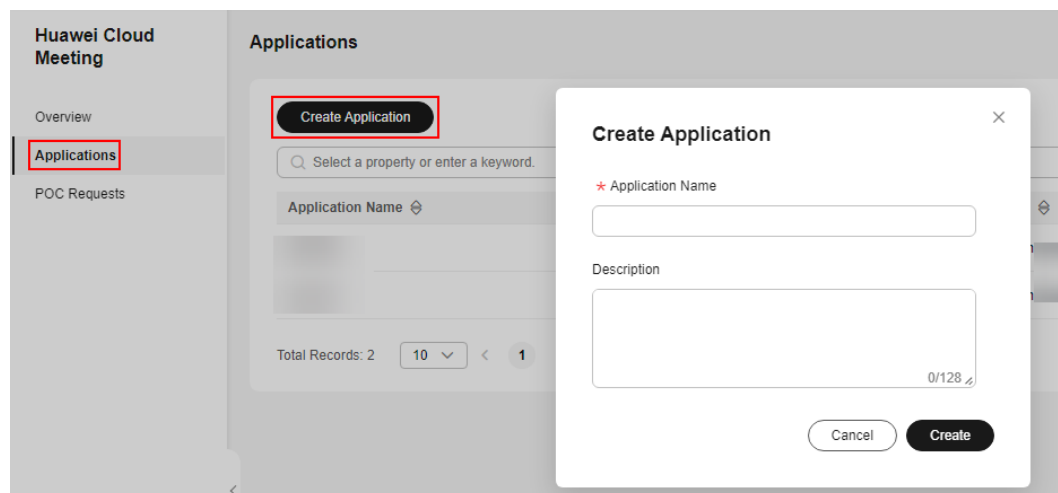 Huawei Cloud
Meeting
Overview
Applications
POC Requests
Applications
Create Application
Select a property or enter a keyword.
Application Name
Total Records: 2
10
1
Create Application
* Application Name
Description
0/128
Cancel
Create